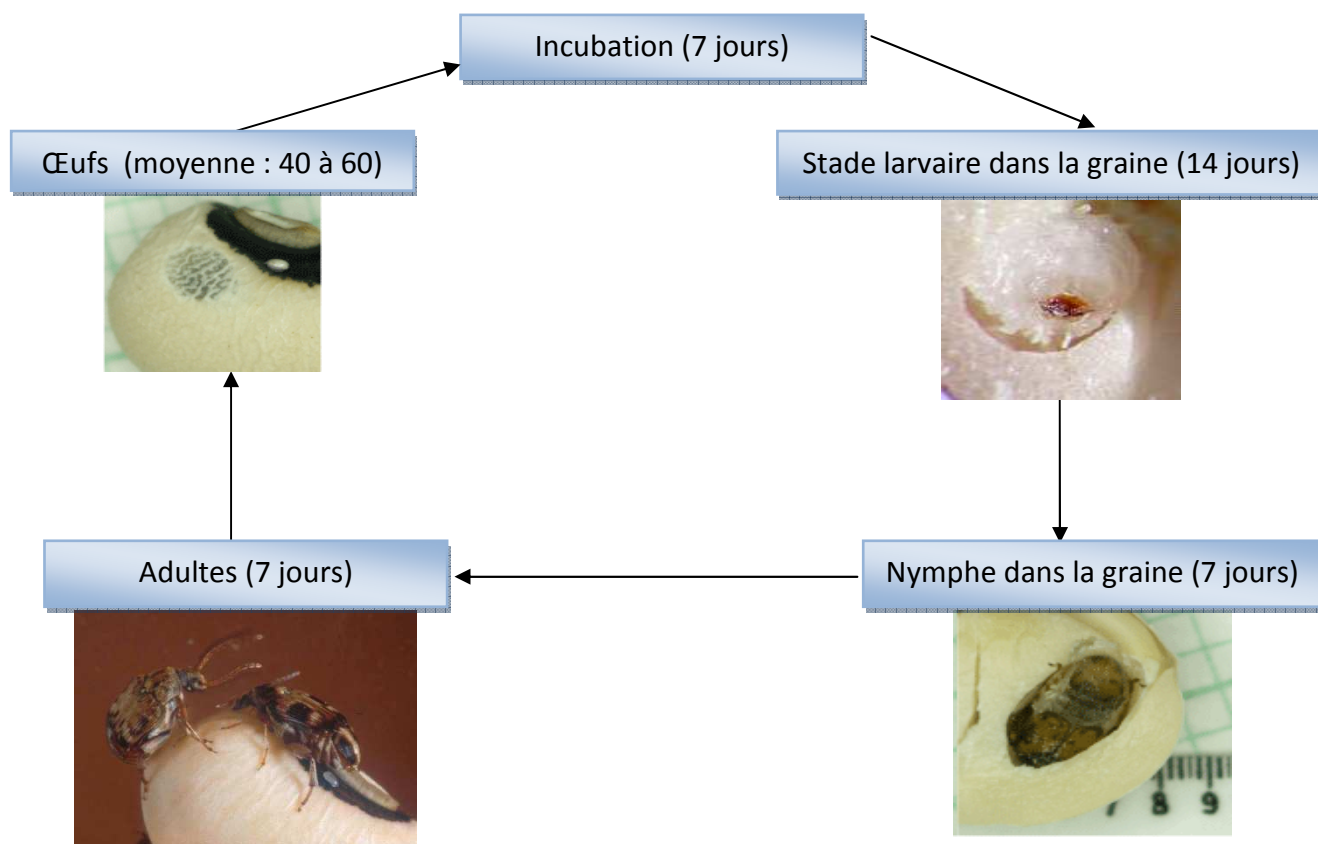 Incubation (7 jours)
Œufs (moyenne : 40 à 60)
Stade larvaire dans la graine (14 jours)
Adultes (7 jours)
Nymphe dans la graine (7 jours)
8 9